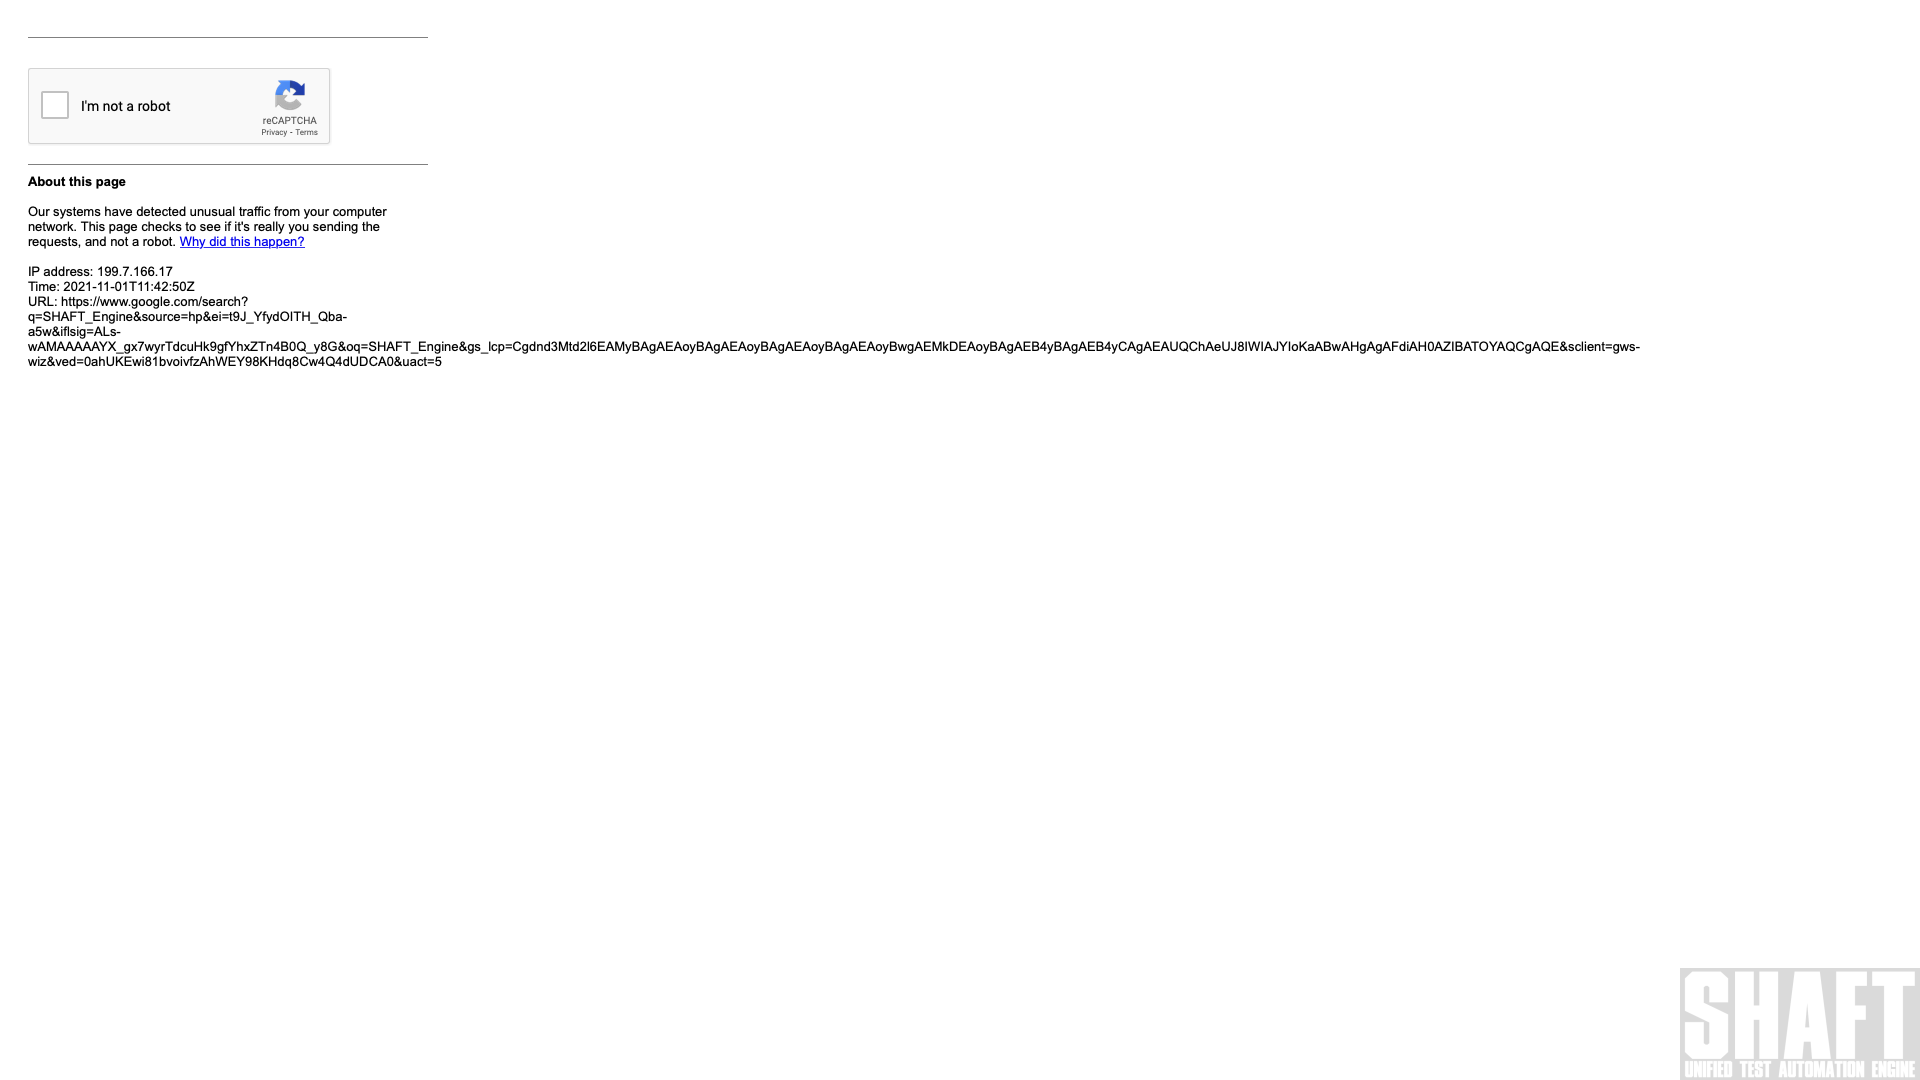 I'm not a robot
reCAPTCHA
Privacy - Terms
About this page
Our systems have detected unusual traffic from your computer
network. This page checks to see if it's really you sending the
requests, and not a robot. Why did this happen?
IP address: 199.7.166.17
Time: 2021-11-01T11:42:50Z
URL: https://www.google.com/search?
q=SHAFT_Engine&source=hp&ei=t9J_YfydOITH_Qba-
a5w&iflsig=ALs-
wAMAAAAAYX_gx7wyrTdcuHk9gfYhxZTn4B0Q_y8G&oq=SHAFT_Engine&gs_lcp=Cgdnd3Mtd2l6EAMyBAgAEAoyBAgAEAoyBAgAEAoyBAgAEAoyBwgAEMkDEAoyBAgAEB4yBAgAEB4yCAgAEAUQChAeUJ8IWIAJYIoKaABwAHgAgAFdiAH0AZIBATOYAQCgAQE&sclient=gws-
wiz&ved=0ahUKEwi81bvoivfzAhWEY98KHdq8Cw4Q4dUDCA0&uact=5
SHAFT
UNIFIED TEST AUTOMATION ENGINE